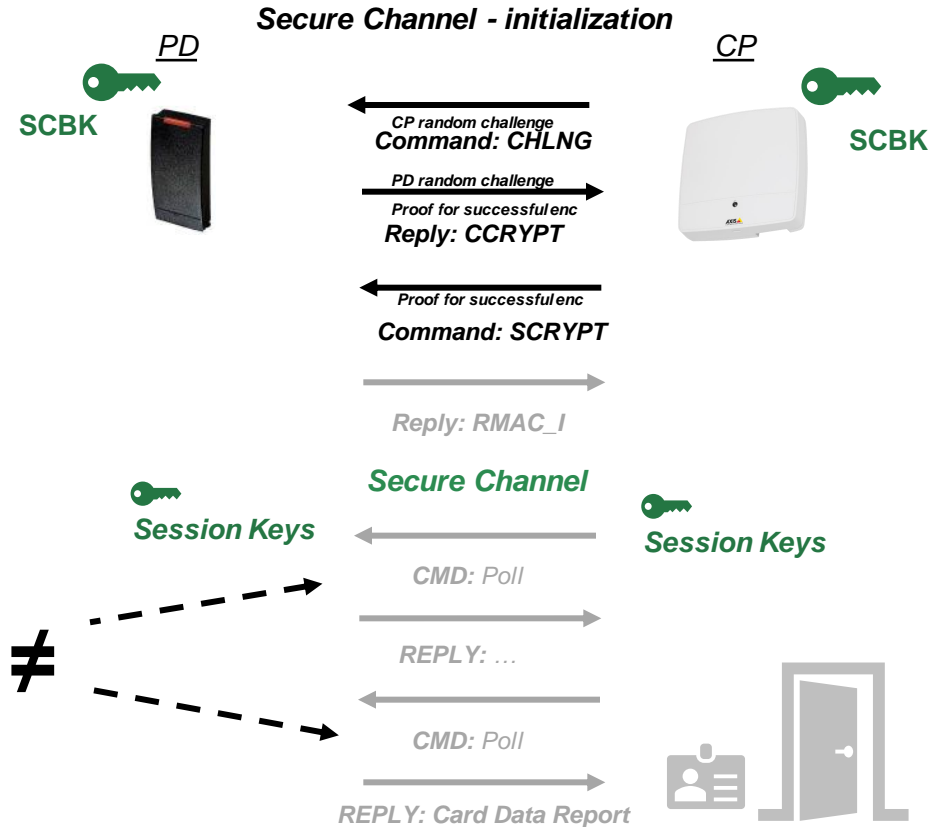 Secure Channel - initialization
PD
CP
SCBK
SCBK
CP random challenge
Command: CHLNG
PD random challenge
Proof for successful enc
Reply: CCRYPT
AXIS
Proof for successful enc
Command: SCRYPT
Reply: RMAC_I
Secure Channel
Session Keys
Session Keys
CMD: Poll
≠
REPLY: …
CMD: Poll
REPLY: Card Data Report